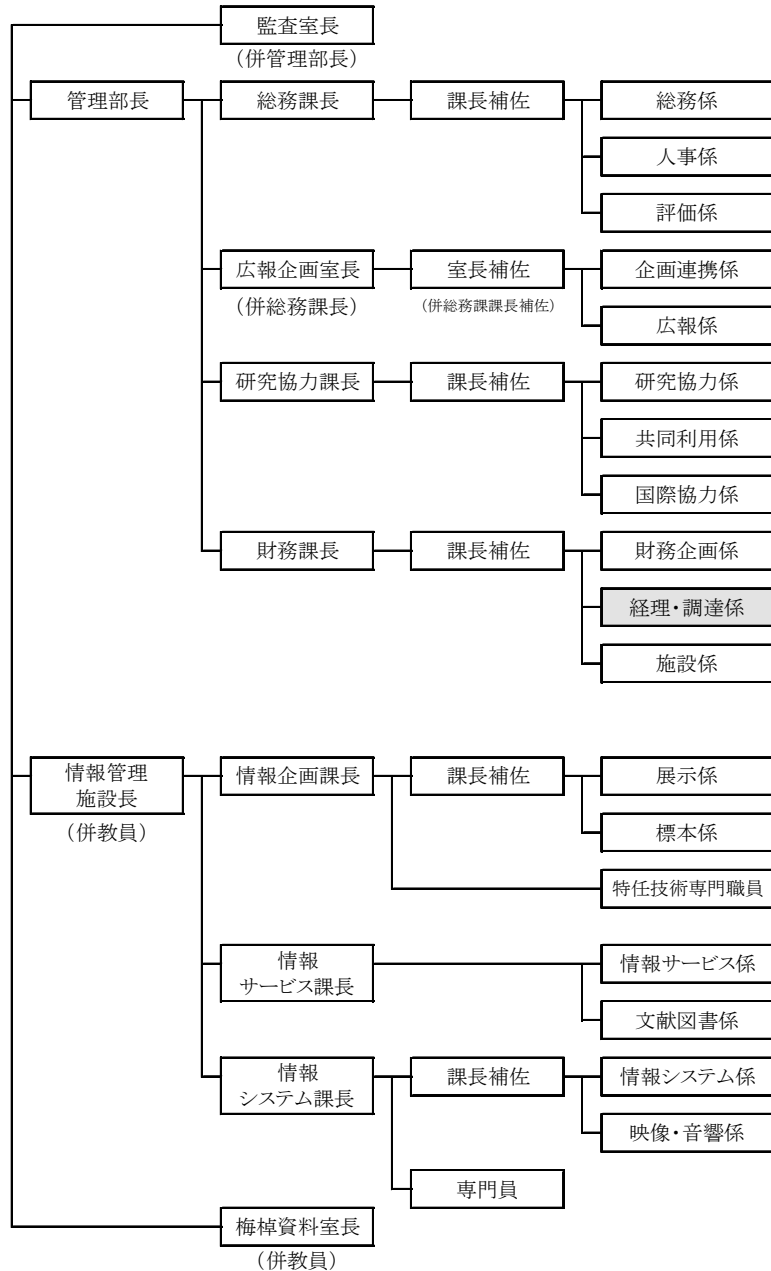 監査室長
（併管理部長）
管理部長
総務課長
課長補佐
総務係
人事係
評価係
広報企画室長
（併総務課長）
室長補佐
（併総務課課長補佐）
企画連携係
広報係
研究協力課長
課長補佐
研究協力係
共同利用係
国際協力係
財務課長
課長補佐
財務企画係
経理・調達係
施設係
情報管理
施設長
（併教員）
情報企画課長
課長補佐
展示係
標本係
特任技術専門職員
情報
サービス課長
情報サービス係
文献図書係
情報
システム課長
課長補佐
情報システム係
映像・音響係
専門員
梅棹資料室長
（併教員）